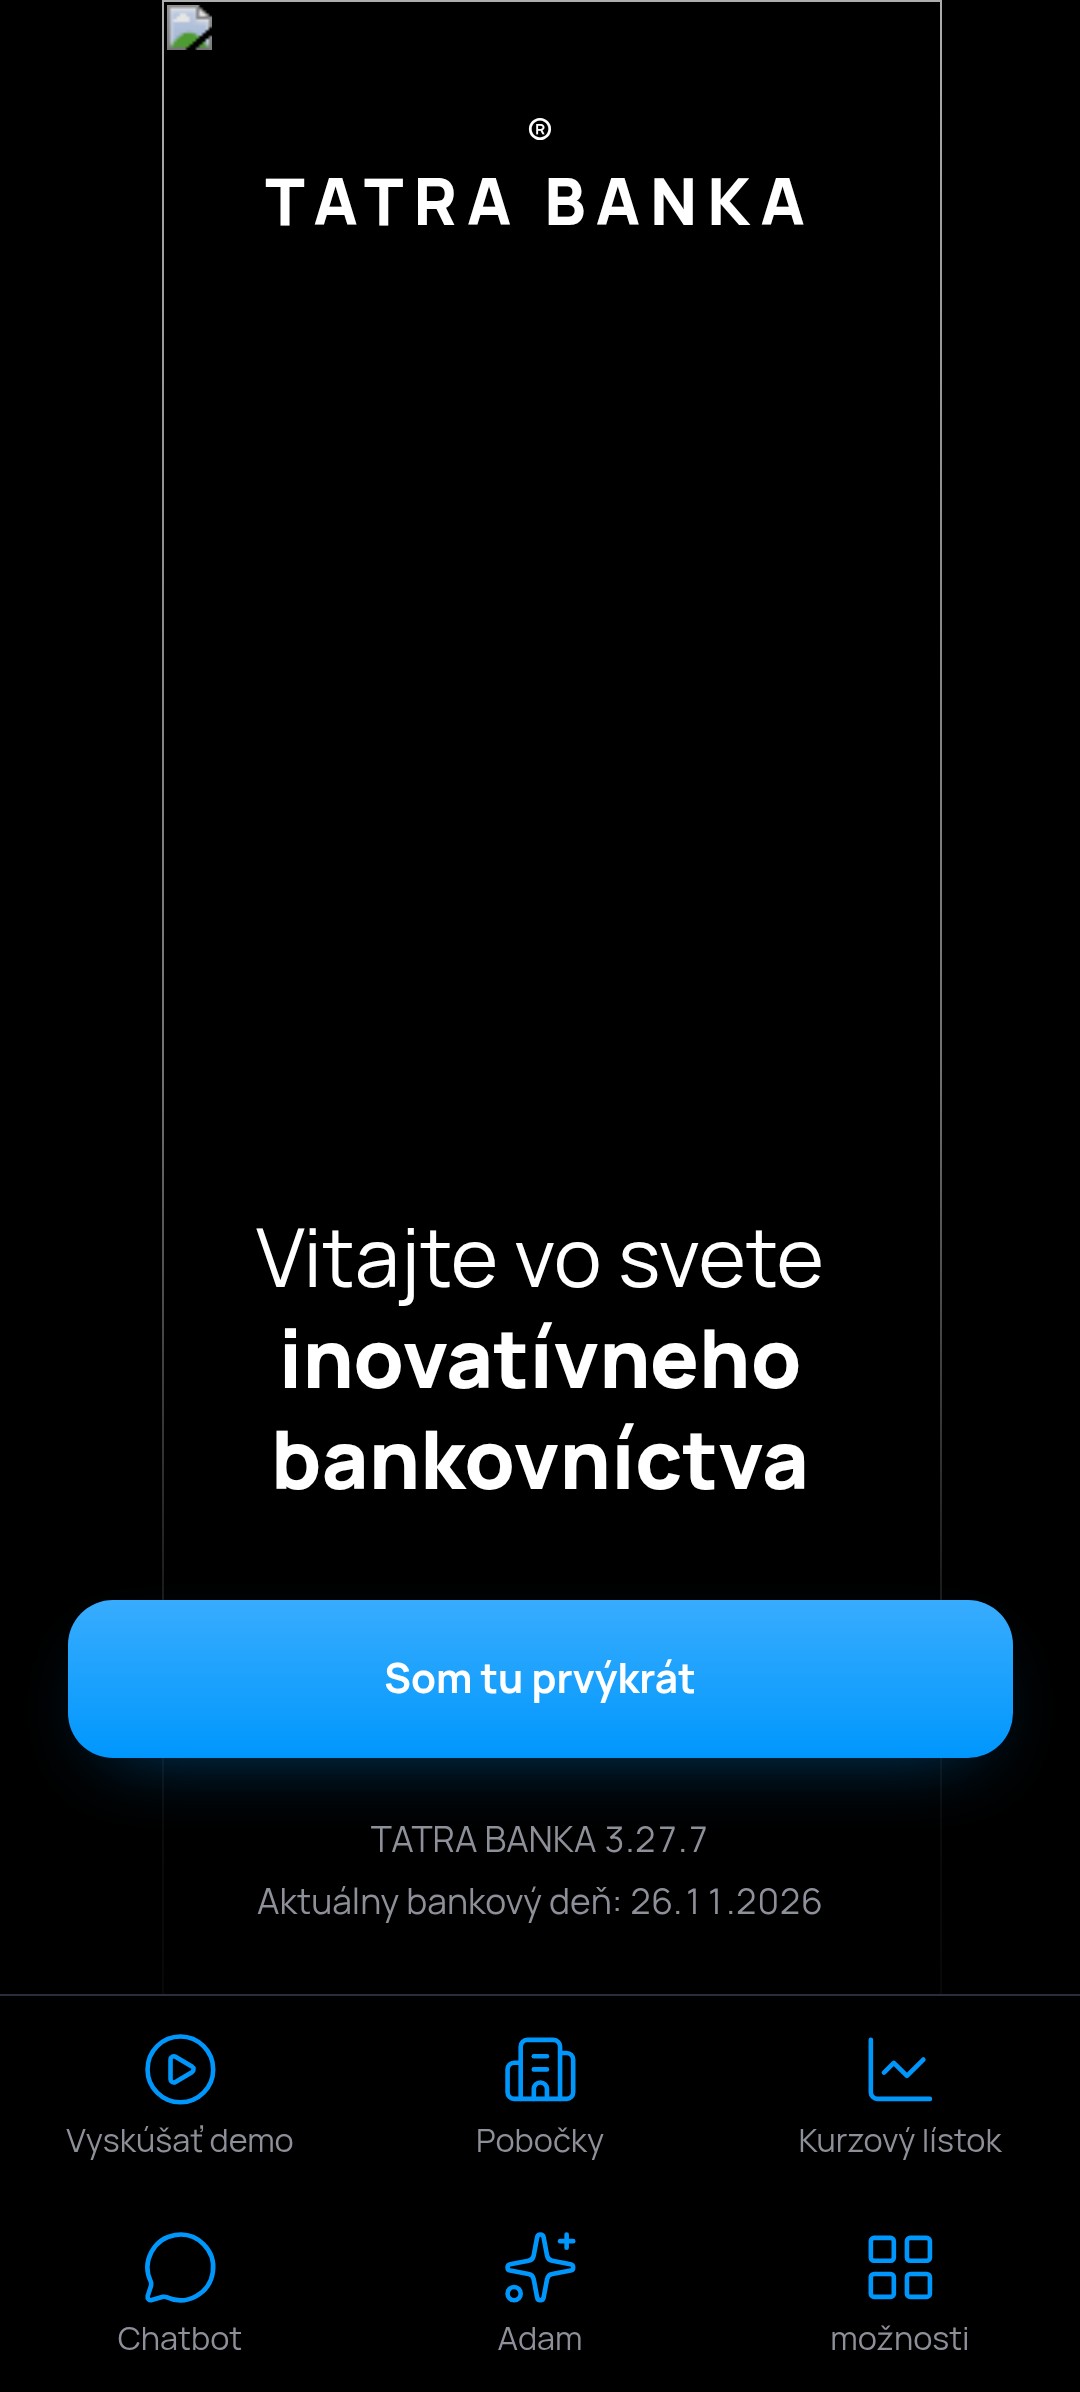 ®
TATRA BANKA
Vitajte vo svete
inovatívneho
bankovníctva
Som tu prvýkrát
TATRA BANKA 3.27.7
Aktuálny bankový deň: 26.11.2026
Vyskúšať demo
Pobočky
Kurzový lístok
Chatbot
Adam
možnosti